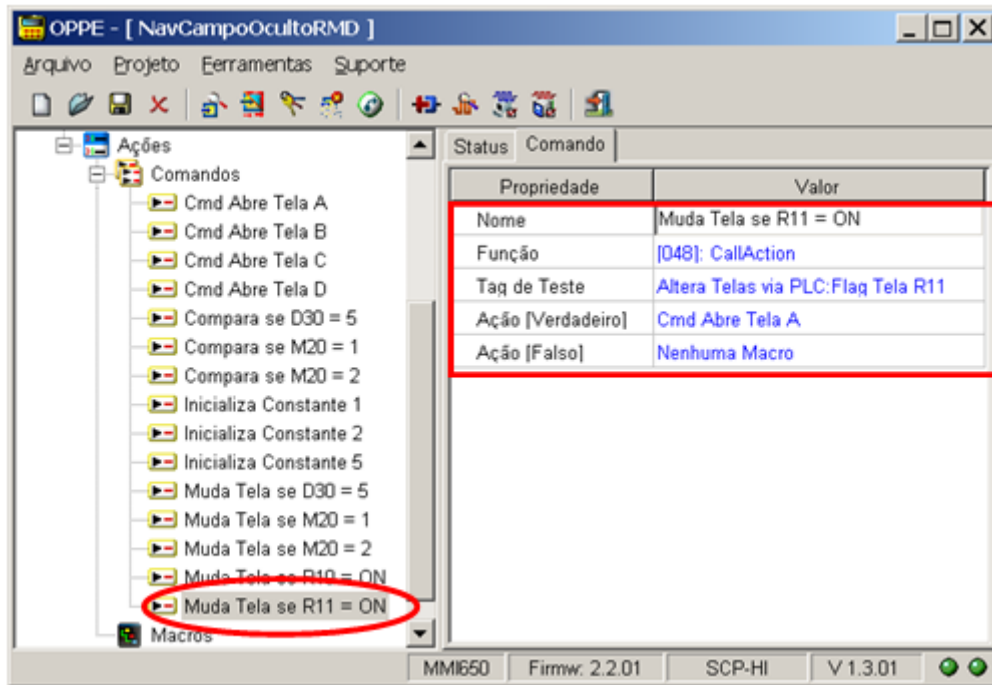 OPPE - [ NavCampoOcultoRMD ]
Arquivo Projeto Eerramentas Suporte
Ações
Comandos
Cmd Abre Tela A
Cmd Abre Tela B
Cmd Abre Tela C
Cmd Abre Tela D
Compara se D30 = 5
Compara se M20 = 1
Compara se M20 = 2
Inicializa Constante 1
Inicializa Constante 2
Inicializa Constante 5
Muda Tela se D30 = 5
Muda Tela se M20 = 1
Muda Tela se M20 = 2
Muda Tela se R10 = ON
Muda Tela se R11 = ON
Macros
Status Comando
Propriedade Valor
Nome Muda Tela se R11 = ON
Função [048]: CallAction
Tag de Teste Altera Telas via PLC:Flag Tela R11
Ação [Verdadeiro] Cmd Abre Tela A
Ação [Falso] Nenhuma Macro
MMI650 Firmw: 2.2.01 SCP-HI V 1.3.01